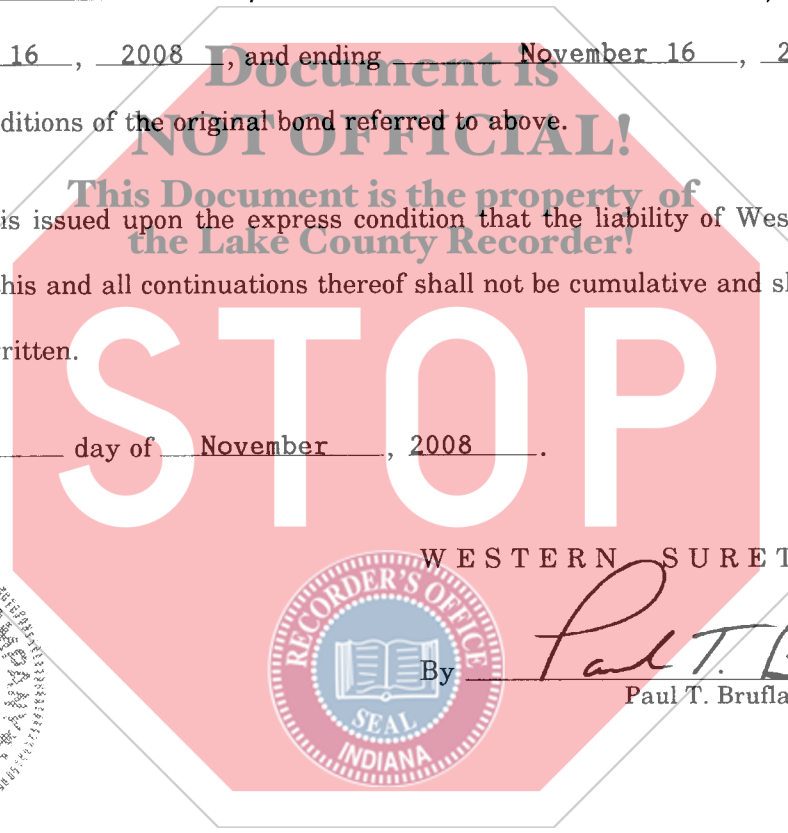 16, 2008, and ending November 16, 2
Document is
ditions of the original bond referred to above.
NOT OFFICIAL!
This Document is the property of
is issued upon the express condition that the liability of Wes
the Lake County Recorder!
his and all continuations thereof shall not be cumulative and s
ritten.
STOP
day of November, 2008.
WESTERN SURET
RECORDER'S OFFICE
SEAL
INDIANA
By Paul T. B
Paul T. Brufla